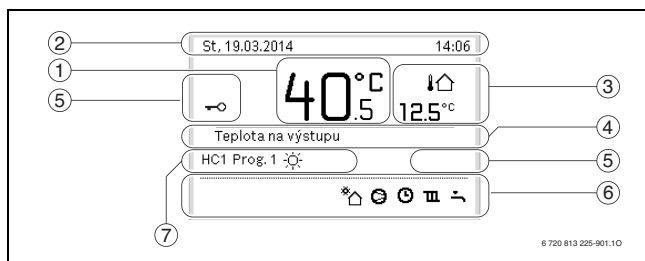 ② St, 19.03.2014 14:06
① 40.5°C
③ 12.5°C
⑤
④ Teplota na výstupu
HC1 Prog. 1
⑤
⑥
⑦
6 720 813 225-901.1O